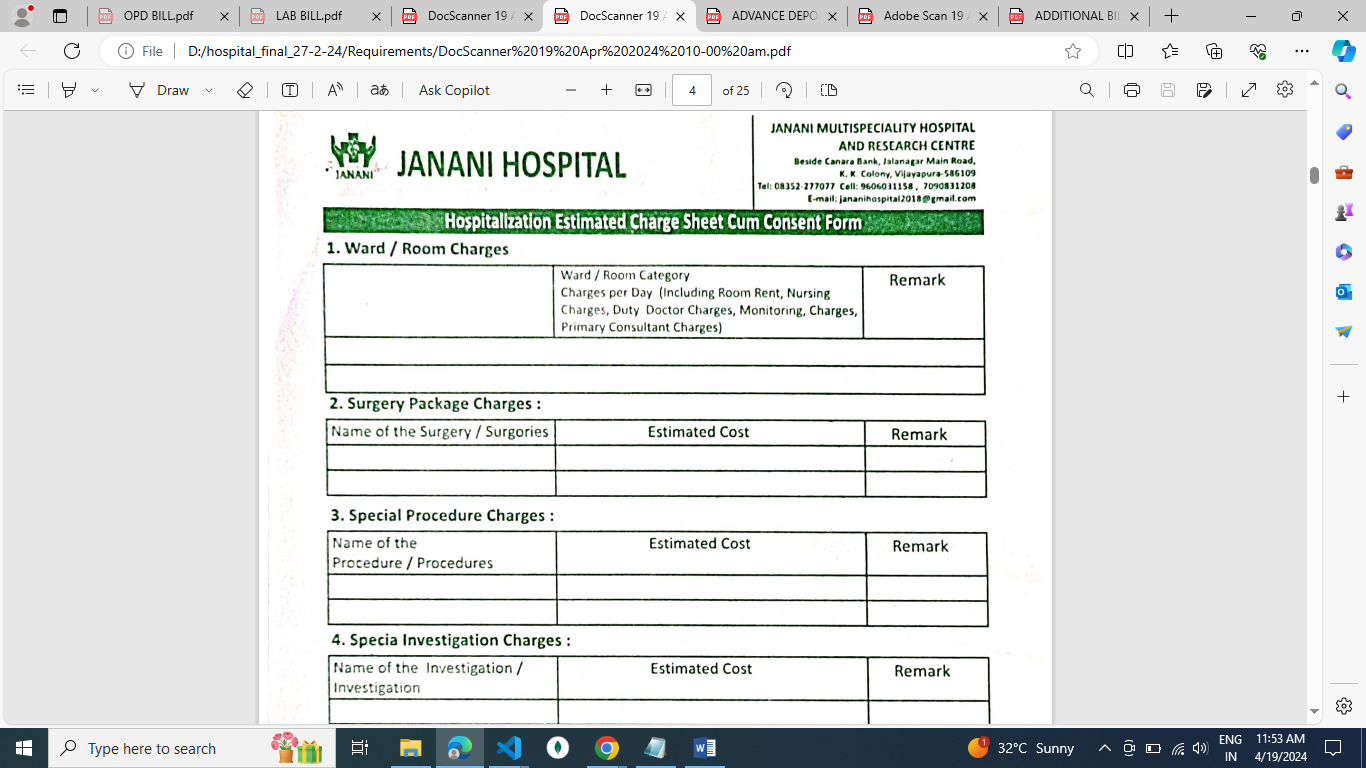 OPD BILL.pdf
LAB BILL.pdf
DocScanner 19 A
DocScanner 19 A
ADVANCE DEPO
Adobe Scan 19 A
ADDITIONAL BIL
File
D:/hospital_final_27-2-24/Requirements/DocScanner%2019%20Apr%202024%2010-00%20am.pdf
Draw
Ask Copilot
4 of 25
JANANI
JANANI HOSPITAL
JANANI MULTISPECIALITY HOSPITAL
AND RESEARCH CENTRE
Beside Canara Bank, Jalanagar Main Road,
K. K. Colony, Vijayapura-586109
Tel: 08352-277077 Cell: 9606031158 , 7090831208
E-mail: jananihospital2018@gmail.com
Hospitalization Estimated Charge Sheet Cum Consent Form
1. Ward / Room Charges
Ward / Room Category
Charges per Day (Including Room Rent, Nursing
Charges, Duty Doctor Charges, Monitoring, Charges,
Primary Consultant Charges)
Remark
2. Surgery Package Charges :
Name of the Surgery / Surgories
Estimated Cost
Remark
3. Special Procedure Charges :
Name of the
Procedure / Procedures
Estimated Cost
Remark
4. Specia Investigation Charges :
Name of the Investigation /
Investigation
Estimated Cost
Remark
Type here to search
1
32°C Sunny
ENG
IN
11:53 AM
4/19/2024